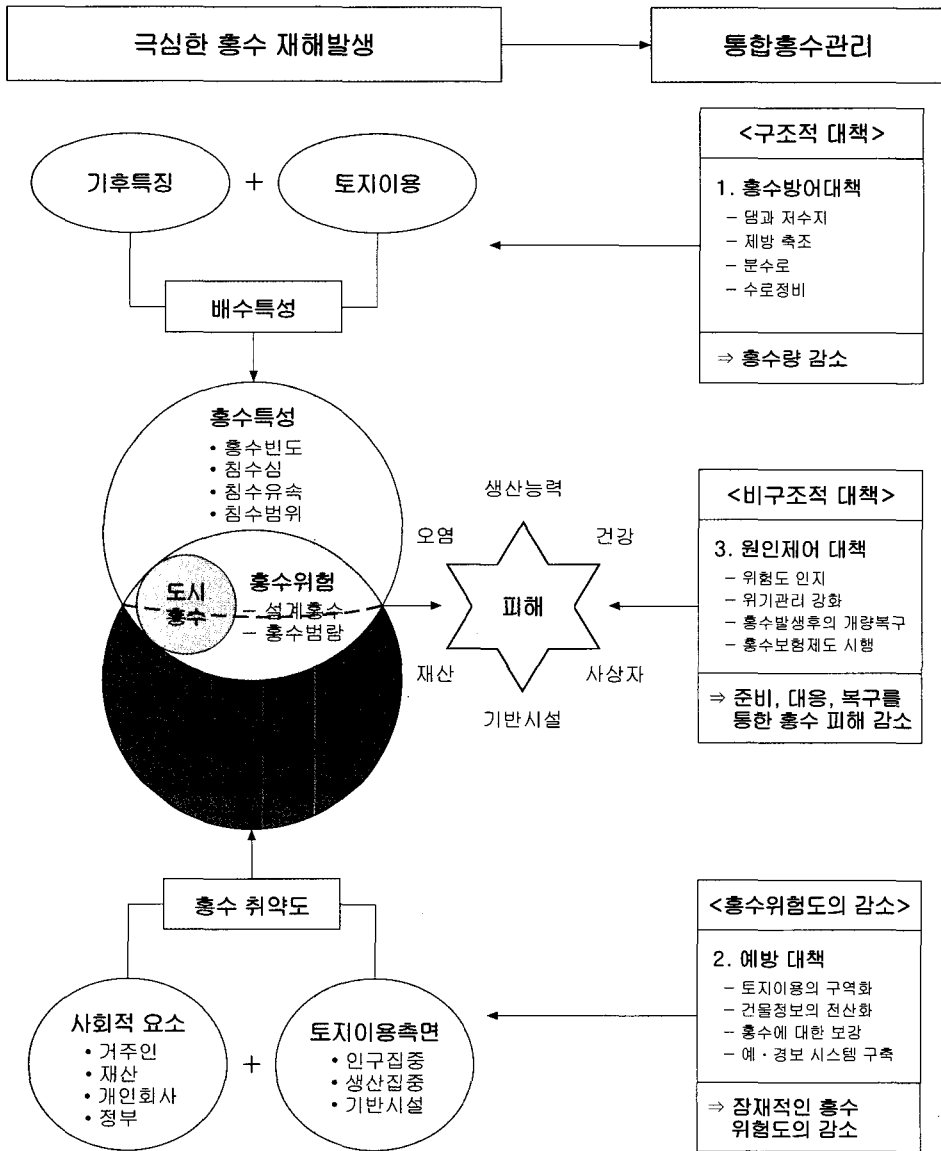 극심한 홍수 재해발생
통합홍수관리
기후특징
+
토지이용
배수특성
홍수특성
• 홍수빈도
• 침수심
• 침수유속
• 침수범위
도시
홍수
홍수위험
– 설계홍수
– 홍수범람
생산능력
오염
건강
피해
재산
사상자
기반시설
홍수 취약도
사회적 요소
• 거주인
• 재산
• 개인회사
• 정부
+
토지이용측면
• 인구집중
• 생산집중
• 기반시설
<구조적 대책>
1. 홍수방어대책
– 댐과 저수지
– 제방 축조
– 분수로
– 수로정비
⇒ 홍수량 감소
<비구조적 대책>
3. 원인제어 대책
– 위험도 인지
– 위기관리 강화
– 홍수발생후의 개량복구
– 홍수보험제도 시행
⇒ 준비, 대응, 복구를
통한 홍수 피해 감소
<홍수위험도의 감소>
2. 예방 대책
– 토지이용의 구역화
– 건물정보의 전산화
– 홍수에 대한 보강
– 예 · 경보 시스템 구축
⇒ 잠재적인 홍수
위험도의 감소